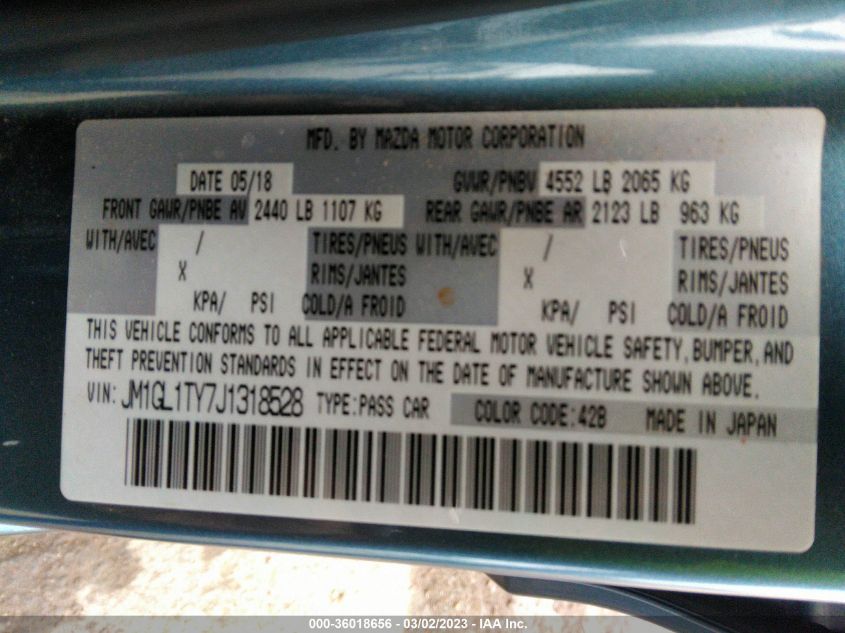 MFD. BY MAZDA MOTOR CORPORATION
DATE 05/18 GVWR/PNBV 4552 LB 2065 KG
FRONT GAWR/PNBE AV 2440 LB 1107 KG REAR GAWR/PNBE AR 2123 LB 963 KG
WITH/AVEC / TIRES/PNEUS WITH/AVEC / TIRES/PNEUS
X RIMS/JANTES X RIMS/JANTES
KPA/ PSI COLD/A FROID KPA/ PSI COLD/A FROID
THIS VEHICLE CONFORMS TO ALL APPLICABLE FEDERAL MOTOR VEHICLE SAFETY, BUMPER, AND
THEFT PREVENTION STANDARDS IN EFFECT ON THE DATE OF MANUFACTURE SHOWN ABOVE.
VIN: JM1GL1TY7J1318528 TYPE:PASS CAR COLOR CODE:42B MADE IN JAPAN
000-36018656 - 03/02/2023 - © IAA, Inc.